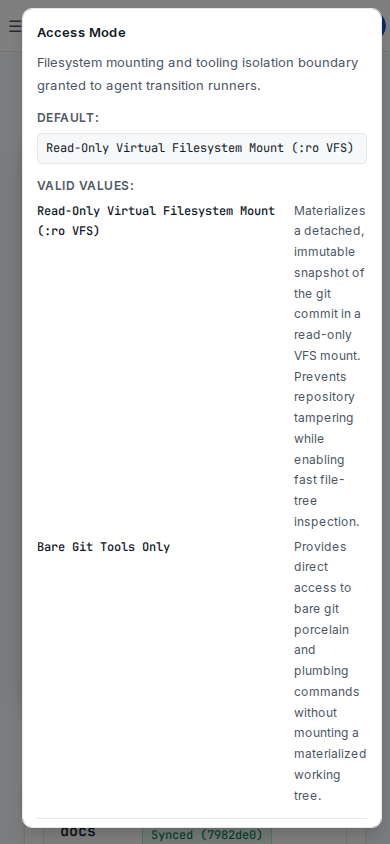 Access Mode
Filesystem mounting and tooling isolation boundary
granted to agent transition runners.
DEFAULT:
Read-Only Virtual Filesystem Mount (:ro VFS)
VALID VALUES:
Read-Only Virtual Filesystem Mount
(:ro VFS)
Materializes
a detached,
immutable
snapshot of
the git
commit in a
read-only
VFS mount.
Prevents
repository
tampering
while
enabling
fast file-
tree
inspection.
Bare Git Tools Only
Provides
direct
access to
bare git
porcelain
and
plumbing
commands
without
mounting a
materialized
working
tree.
docs
Synced (7982de0)